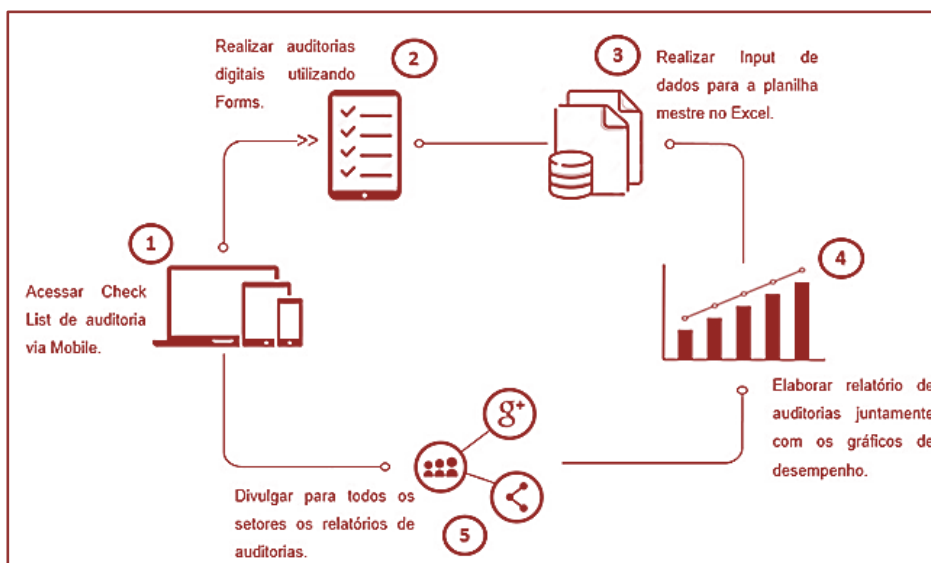 1
Acessar Check
List de auditoria
via Mobile.
2
Realizar auditorias
digitais utilizando
Forms.
3
Realizar Input de
dados para a planilha
mestre no Excel.
4
Elaborar relatório de
auditorias juntamente
com os gráficos de
desempenho.
g+
5
Divulgar para todos os
setores os relatórios de
auditorias.